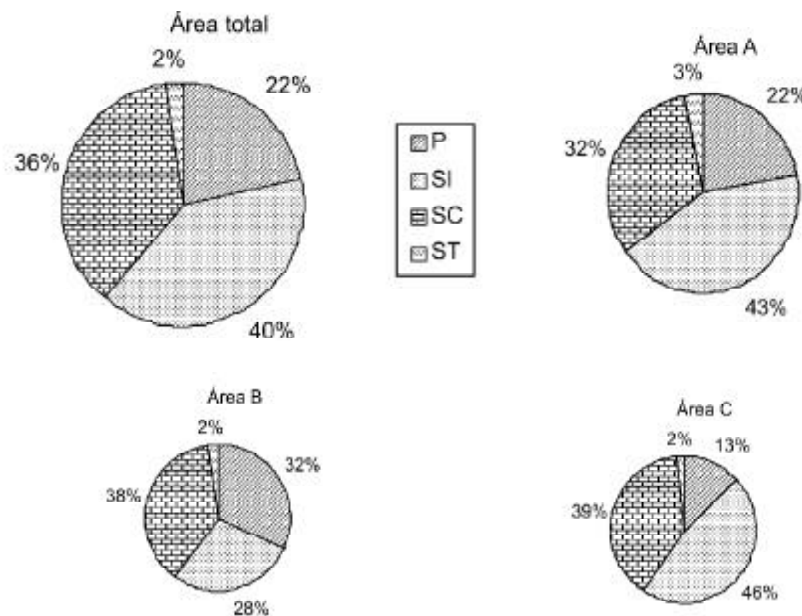 Área total
2%
22%
36%
40%
P
SI
SC
ST
Área A
3%
22%
32%
43%
Área B
2%
32%
38%
28%
Área C
2%
13%
39%
46%